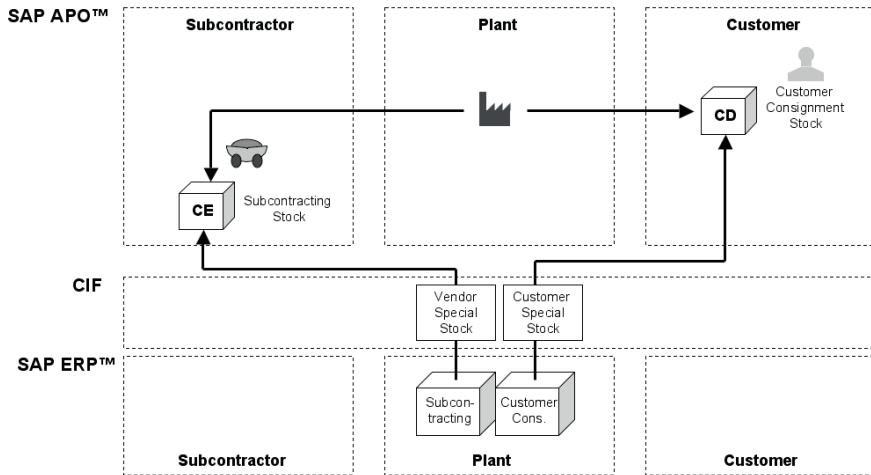 SAP APO™
Subcontractor
Plant
Customer
Customer
Consignment
Stock
CD
CE
Subcontracting
Stock
CIF
Vendor
Special
Stock
Customer
Special
Stock
SAP ERP™
Subcon-
tracting
Customer
Cons.
Subcontractor
Plant
Customer